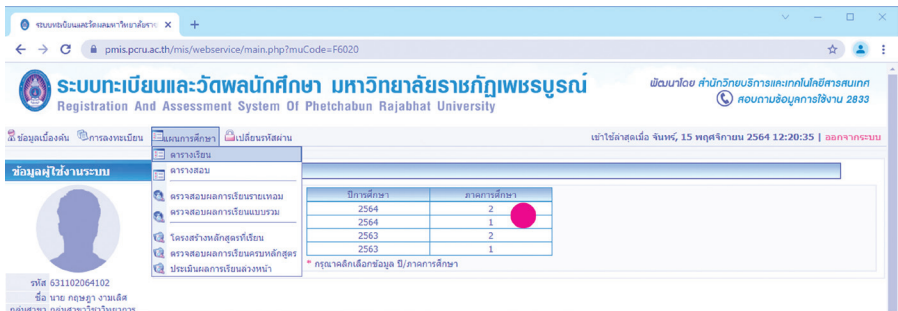 ระบบทะเบียนและวัดผลมหาวิทยาลัยราช
pmis.pcru.ac.th/mis/webservice/main.php?muCode=F6020
ระบบทะเบียนและวัดผลนักศึกษา มหาวิทยาลัยราชภัฏเพชรบูรณ์
Registration And Assessment System Of Phetchabun Rajabhat University
พัฒนาโดย สำนักวิทยบริการและเทคโนโลยีสารสนเทศ
สอบถามข้อมูลการใช้งาน 2833
ข้อมูลเบื้องต้น การลงทะเบียน แผนการศึกษา เปลี่ยนรหัสผ่าน
เข้าใช้ล่าสุดเมื่อ จันทร์, 15 พฤศจิกายน 2564 12:20:35 | ออกจากระบบ
ตารางเรียน
ตารางสอบ
ตรวจสอบผลการเรียนรายเทอม
ตรวจสอบผลการเรียนแบบรวม
โครงสร้างหลักสูตรที่เรียน
ตรวจสอบผลการเรียนครบหลักสูตร
ประเมินผลการเรียนล่วงหน้า
ข้อมูลผู้ใช้งานระบบ
ปีการศึกษา ภาคการศึกษา
2564 2
2564 1
2563 2
2563 1
* กรุณาคลิกเลือกข้อมูล ปี/ภาคการศึกษา
รหัส 631102064102
ชื่อ นาย กฤษฎา งามเลิศ
กลุ่มสาขา กลุ่มสาขาวิชาวิทยาการ